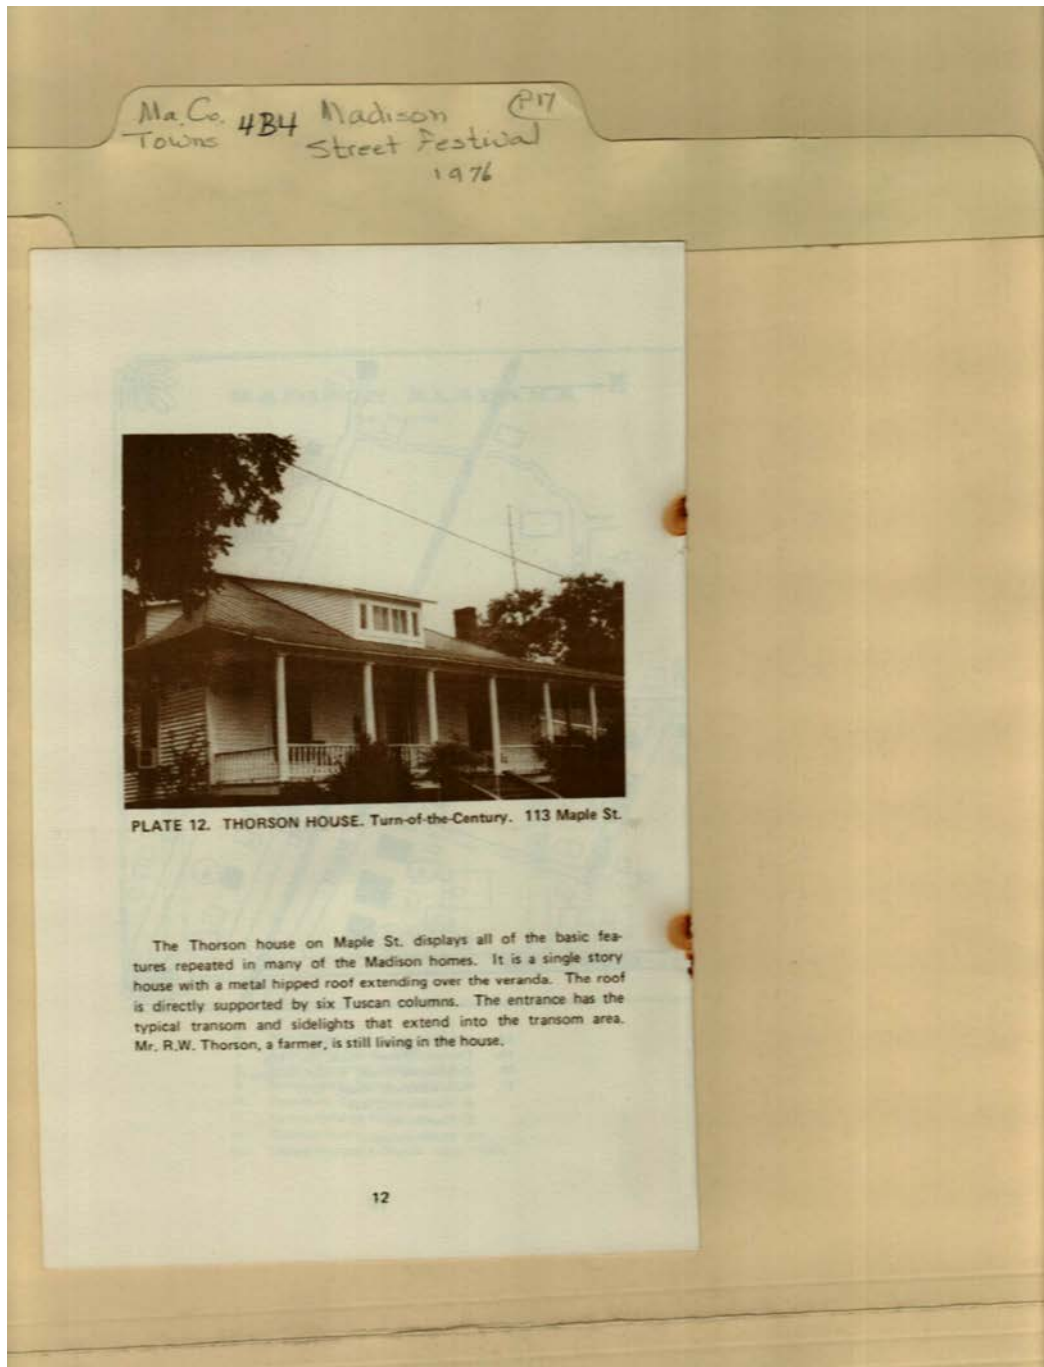 Ma. Co. 4B4 Madison P17
Towns Street Festival
1976
PLATE 12. THORSON HOUSE. Turn-of-the-Century. 113 Maple St.
The Thorson house on Maple St. displays all of the basic fea-
tures repeated in many of the Madison homes. It is a single story
house with a metal hipped roof extending over the veranda. The roof
is directly supported by six Tuscan columns. The entrance has the
typical transom and sidelights that extend into the transom area.
Mr. R.W. Thorson, a farmer, is still living in the house.
12